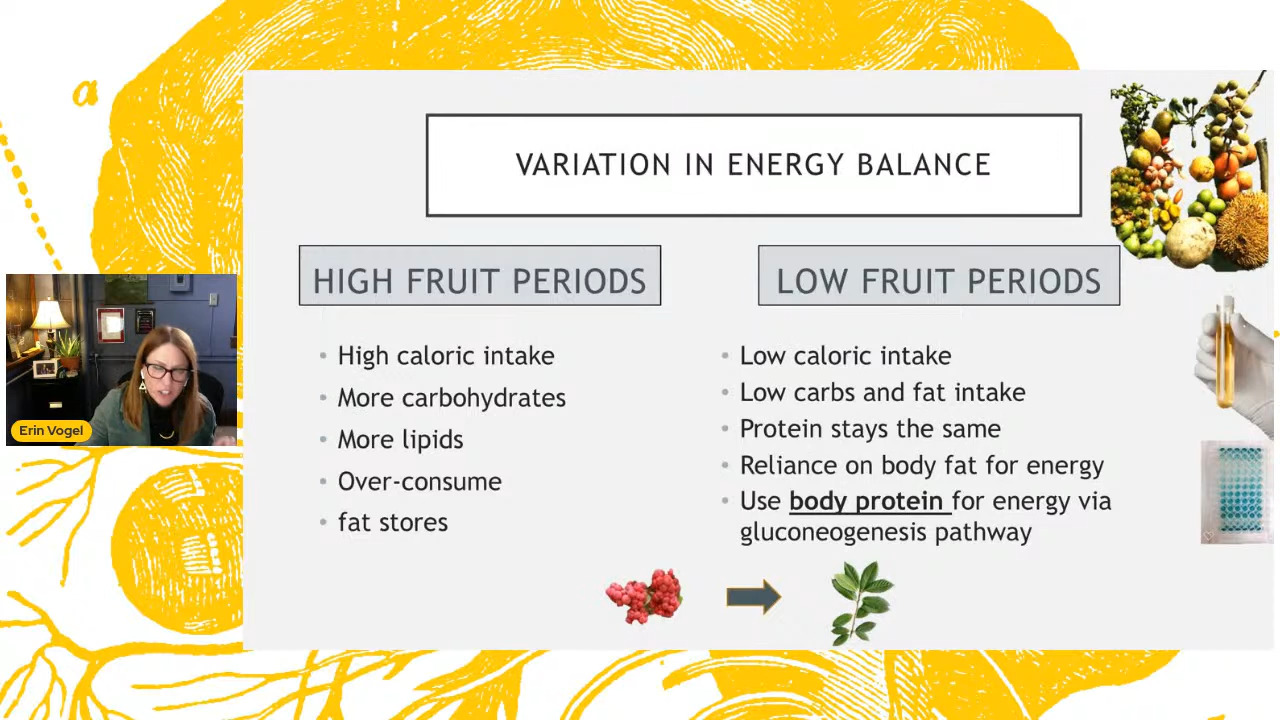 a
VARIATION IN ENERGY BALANCE
HIGH FRUIT PERIODS
LOW FRUIT PERIODS
High caloric intake
More carbohydrates
More lipids
Over-consume
fat stores
Low caloric intake
Low carbs and fat intake
Protein stays the same
Reliance on body fat for energy
Use body protein for energy via
gluconeogenesis pathway
Erin Vogel